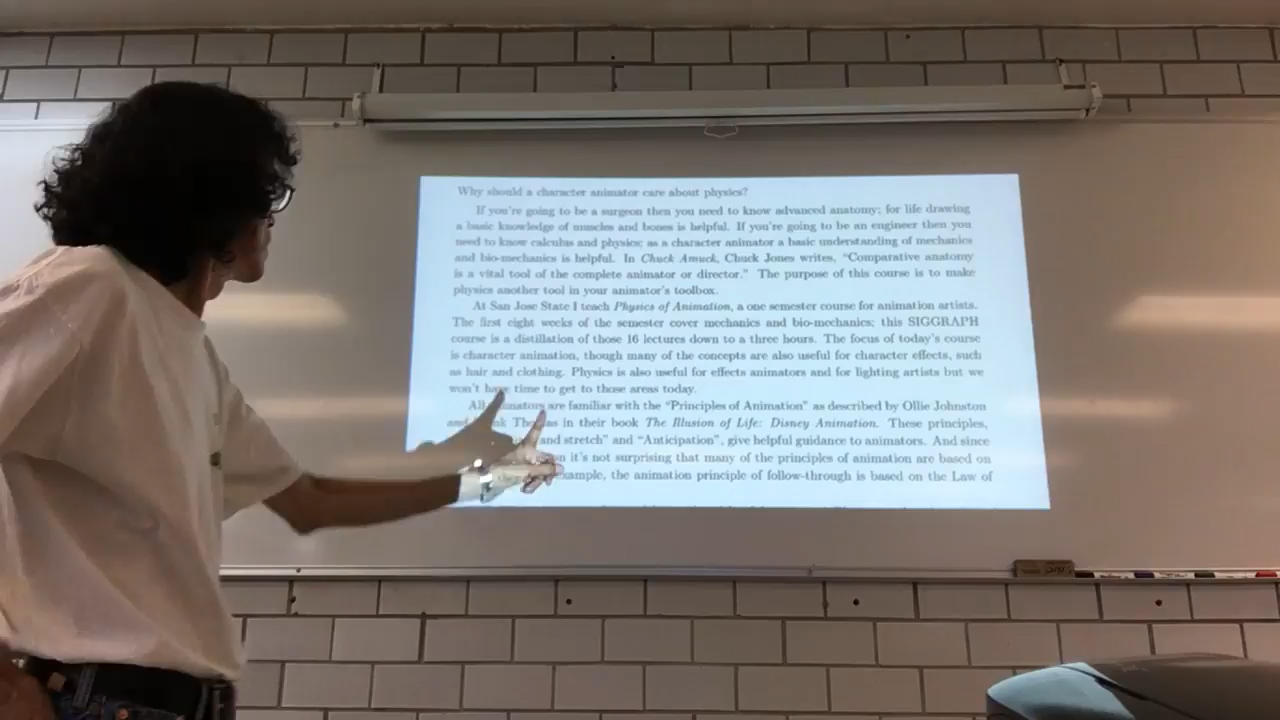 Why should a character animator care about physics?
If you're going to be a surgeon then you need to know advanced anatomy; for life drawing
a basic knowledge of muscles and bones is helpful. If you're going to be an engineer then you
need to know calculus and physics; as a character animator a basic understanding of mechanics
and bio-mechanics is helpful. In Chuck Amuck, Chuck Jones writes, "Comparative anatomy
is a vital tool of the complete animator or director." The purpose of this course is to make
physics another tool in your animator's toolbox.
At San Jose State I teach Physics of Animation, a one semester course for animation artists.
The first eight weeks of the semester cover mechanics and bio-mechanics; this SIGGRAPH
course is a distillation of those 16 lectures down to a three hours. The focus of today's course
is character animation, though many of the concepts are also useful for character effects, such
as hair and clothing. Physics is also useful for effects animators and for lighting artists but we
won't have time to get to those areas today.
All are familiar with the "Principles of Animation" as described by Ollie Johnston
and in their book The Illusion of Life: Disney Animation. These principles,
and stretch" and "Anticipation", give helpful guidance to animators. And since
it's not surprising that many of the principles of animation are based on
the animation principle of follow-through is based on the Law of